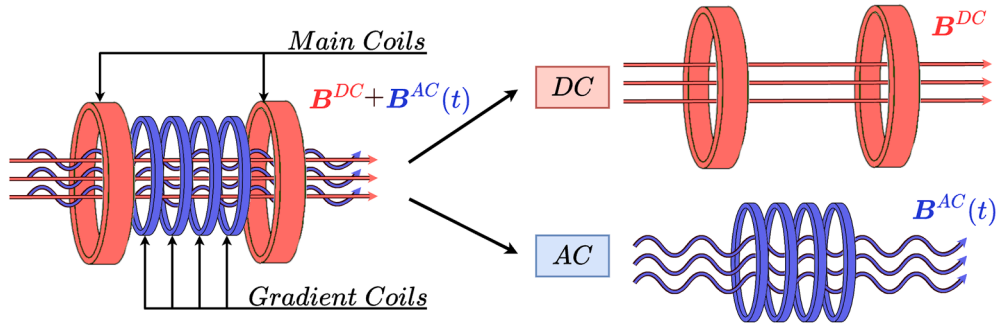 Main Coils
B^{DC}+B^{AC}(t)
Gradient Coils
DC
B^{DC}
AC
B^{AC}(t)